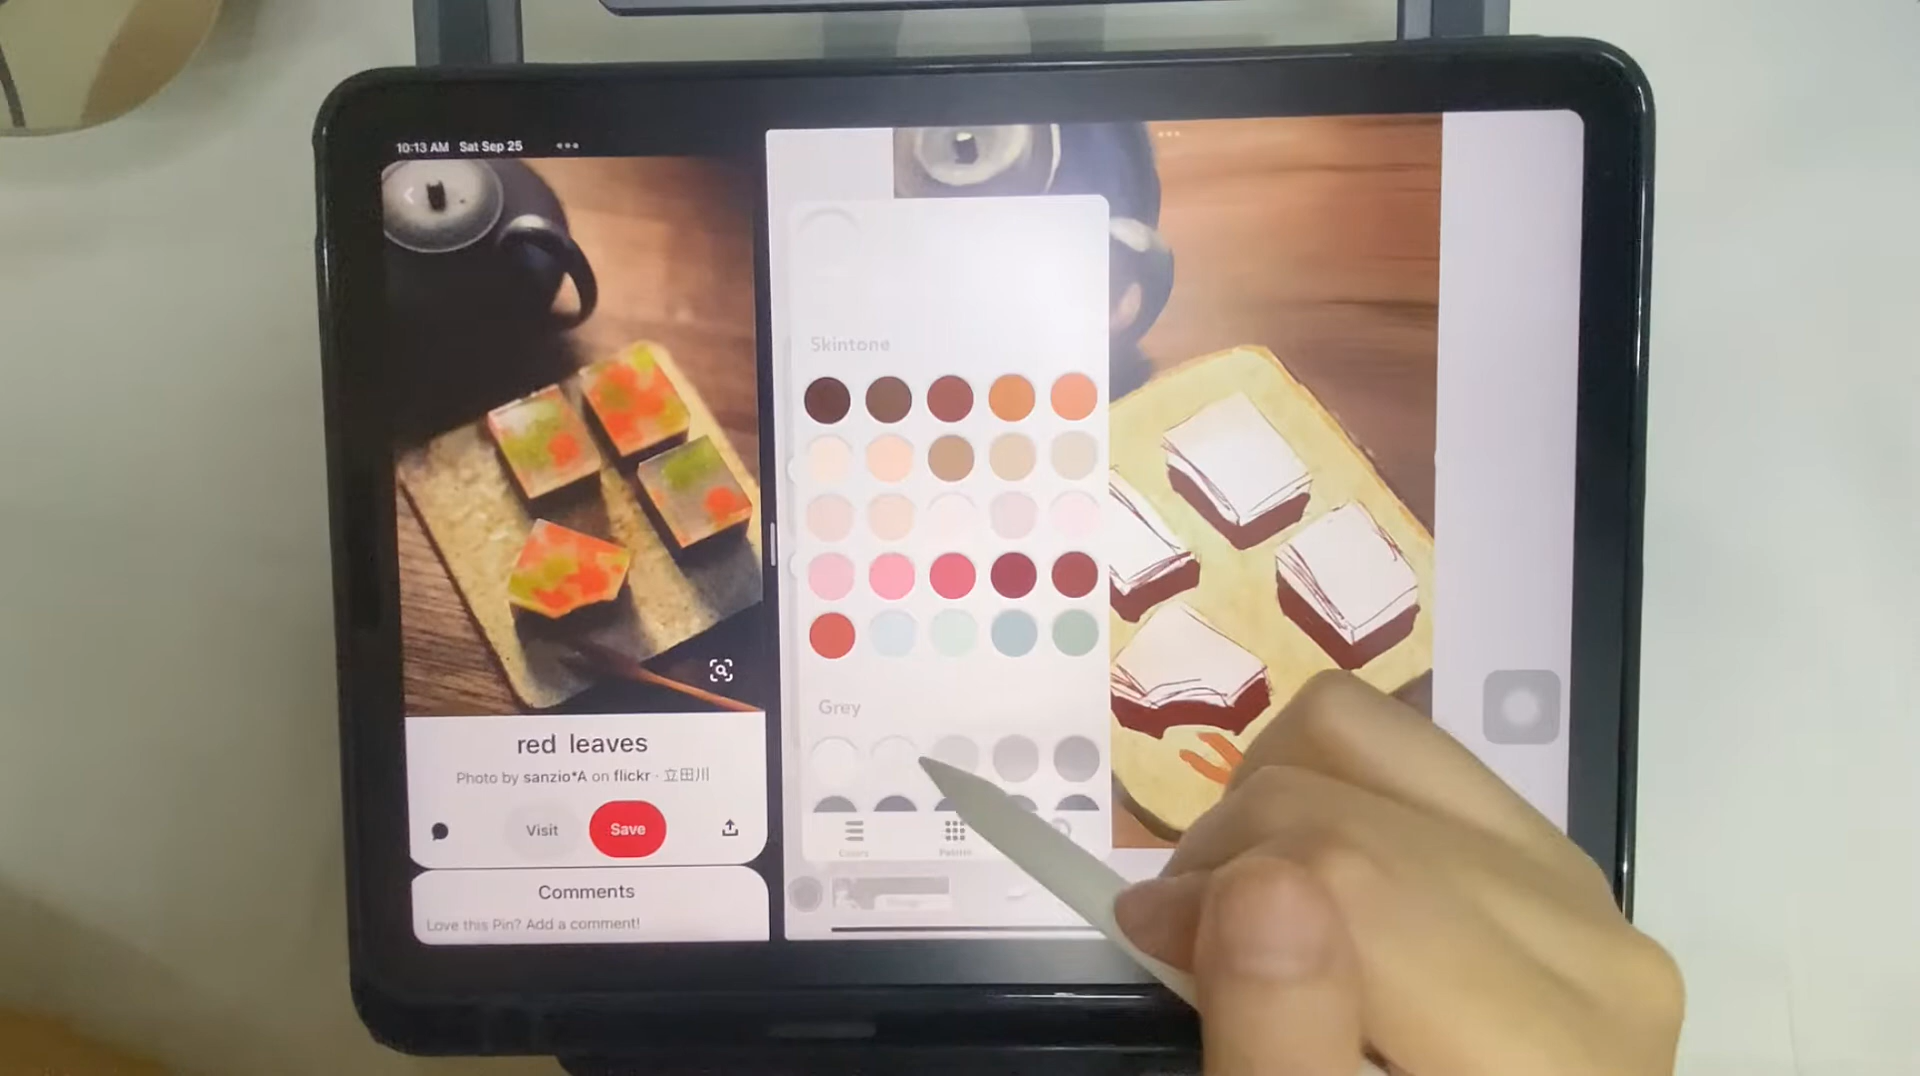 10:13 AM Sat Sep 25
red leaves
Photo by sanzio*A on flickr · 立田川
Visit
Save
Comments
Love this Pin? Add a comment!
Skintone
Grey
Palette